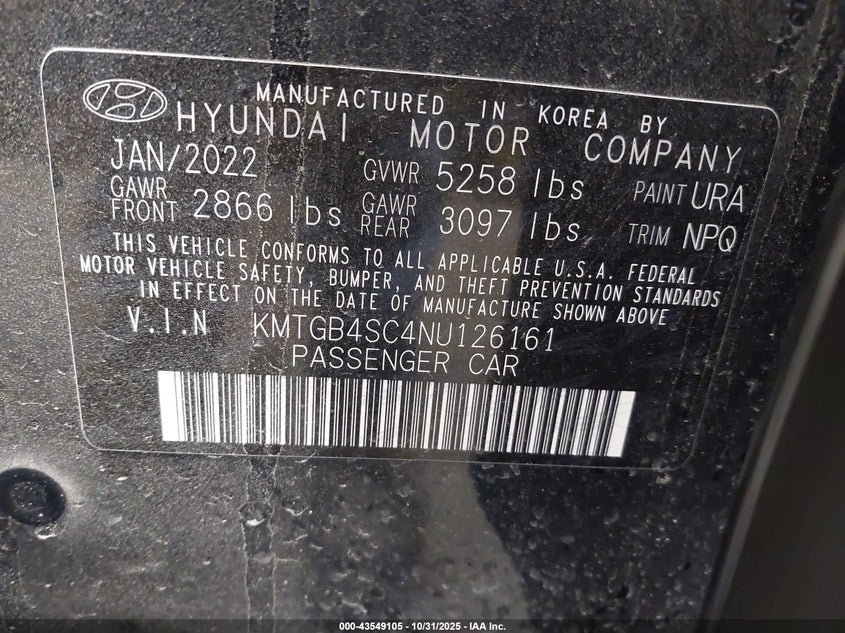 MANUFACTURED IN KOREA BY
HYUNDAI MOTOR COMPANY
JAN/2022 GVWR 5258 lbs PAINT URA
GAWR FRONT 2866 lbs GAWR REAR 3097 lbs TRIM NPQ
THIS VEHICLE CONFORMS TO ALL APPLICABLE U.S.A. FEDERAL
MOTOR VEHICLE SAFETY, BUMPER, AND THEFT PREVENTION STANDARDS
IN EFFECT ON THE DATE OF MANUFACTURE SHOWN ABOVE
V.I.N KMTGB4SC4NU126161
PASSENGER CAR
000-43549105 - 10/31/2025 - IAA Inc.